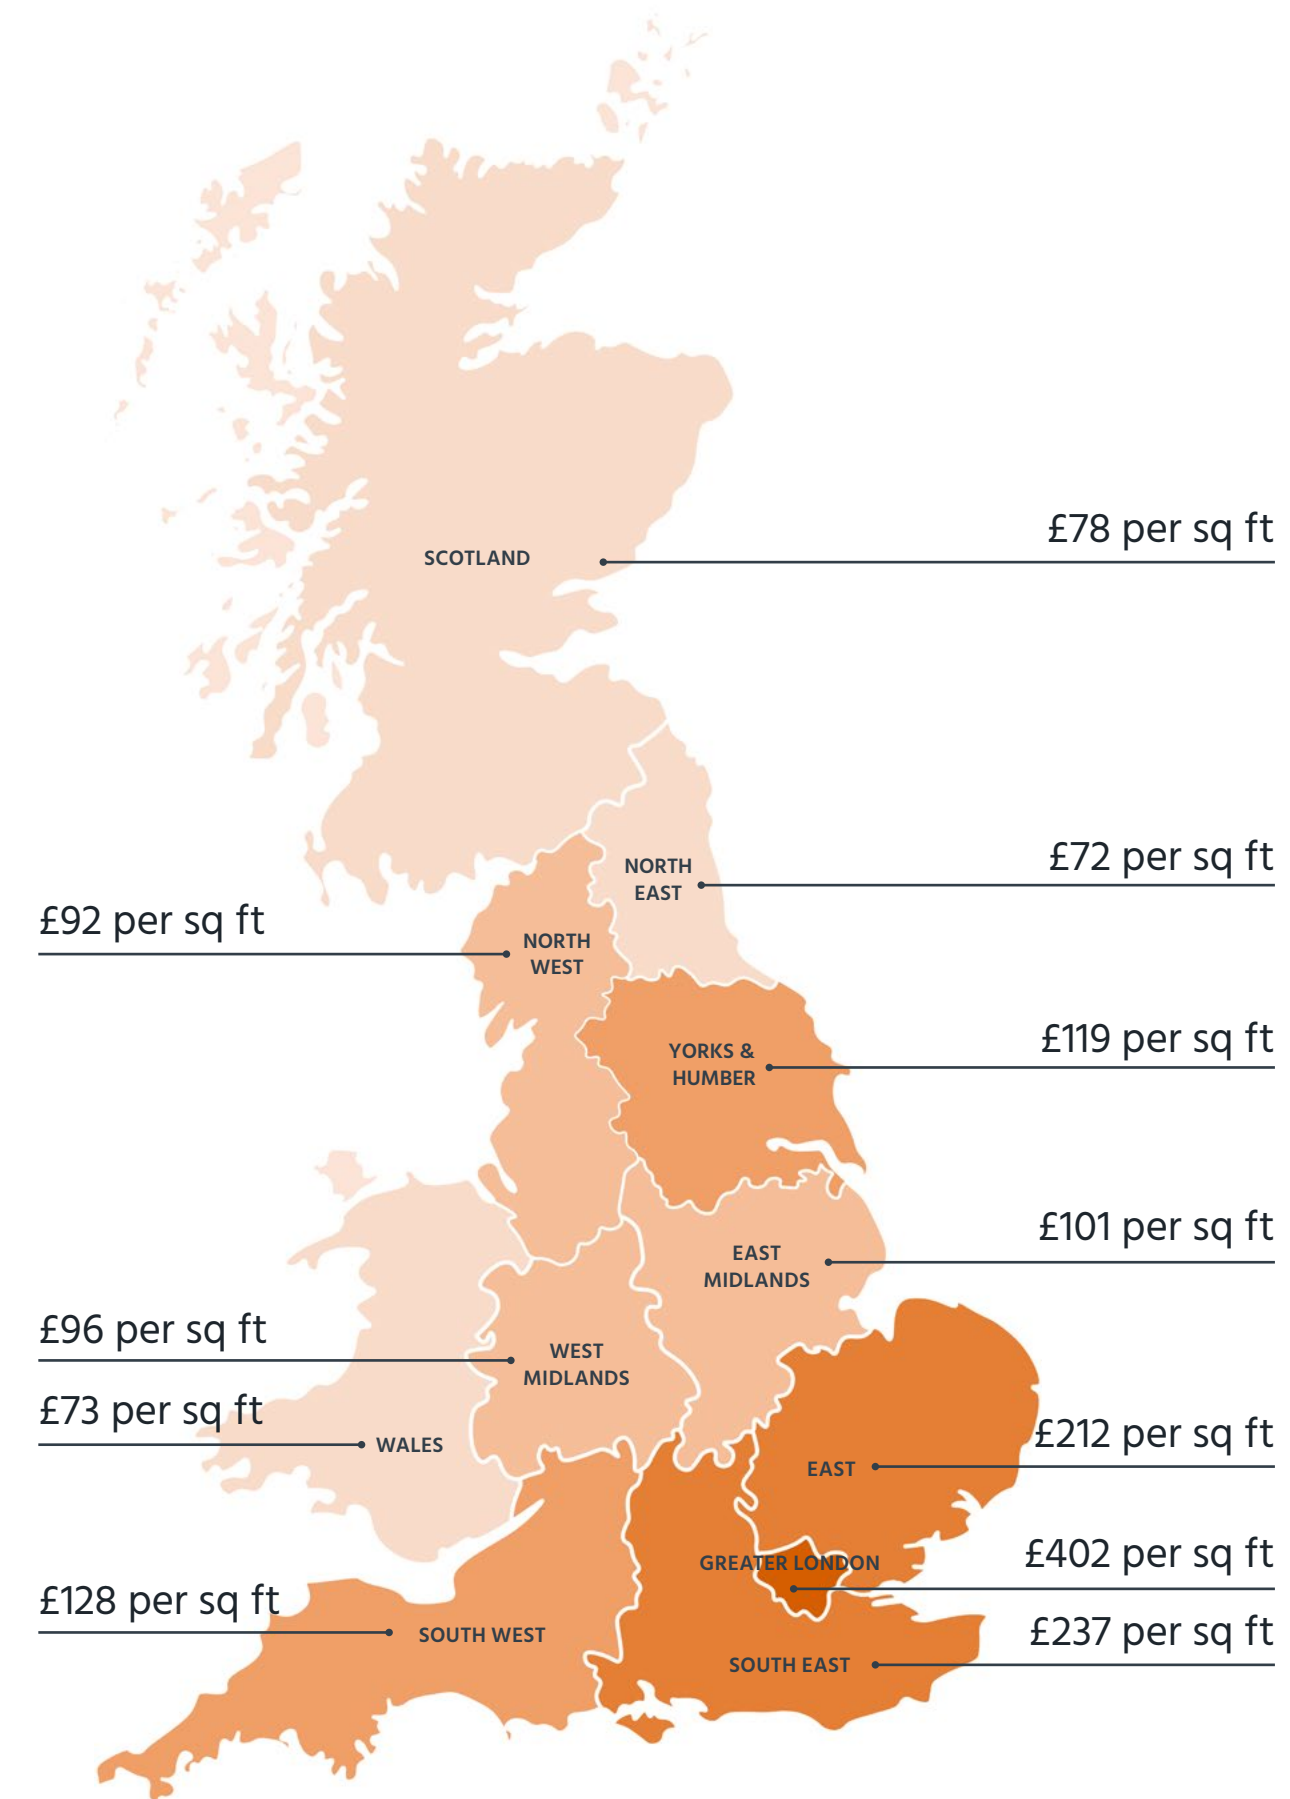 £78 per sq ft
SCOTLAND
£72 per sq ft
NORTH
EAST
£92 per sq ft
NORTH
WEST
£119 per sq ft
YORKS &
HUMBER
£101 per sq ft
EAST
MIDLANDS
£96 per sq ft
WEST
MIDLANDS
£73 per sq ft
WALES
£212 per sq ft
EAST
£402 per sq ft
GREATER LONDON
£128 per sq ft
SOUTH WEST
£237 per sq ft
SOUTH EAST